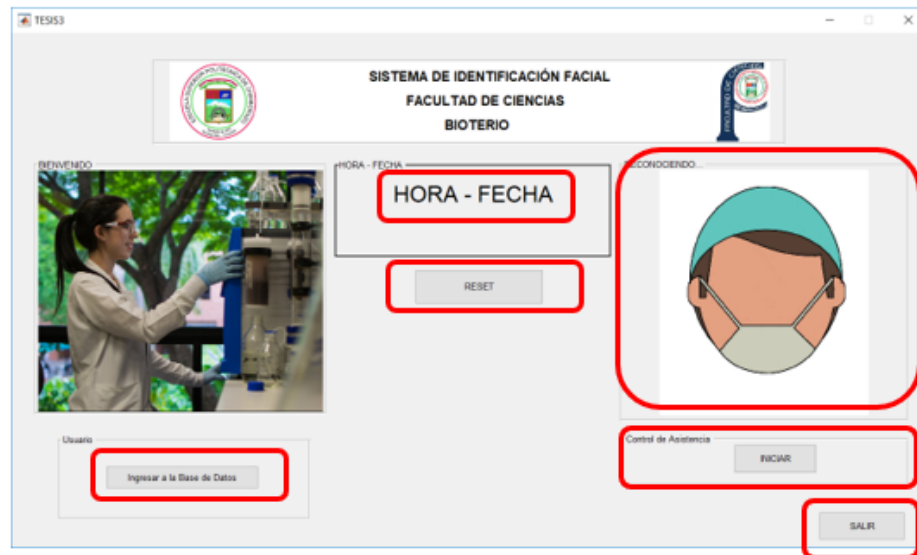 TESIS3
SISTEMA DE IDENTIFICACIÓN FACIAL
FACULTAD DE CIENCIAS
BIOTERIO
BIENVENIDO
HORA - FECHA
HORA - FECHA
RESET
Usuario
Ingresar a la Base de Datos
Control de Asistencia
INICIAR
SALIR